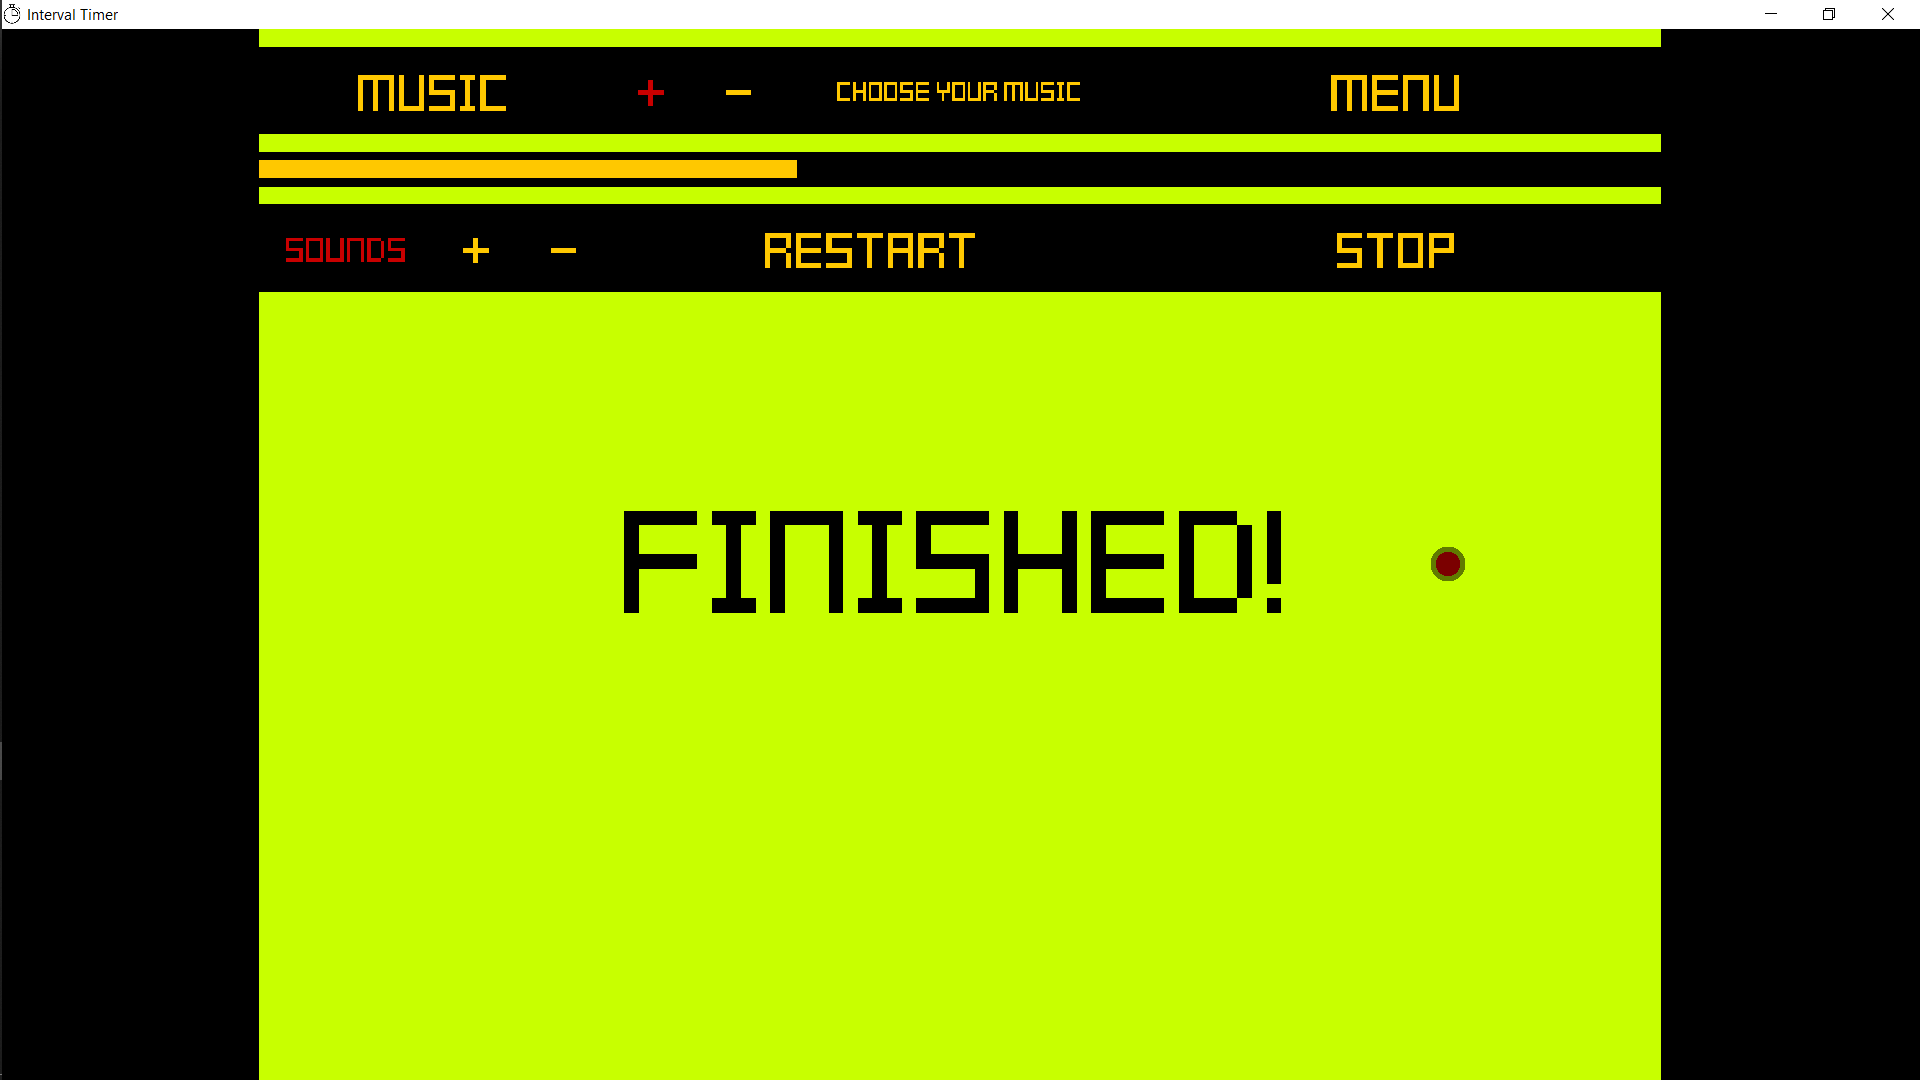 Interval Timer
MUSIC + - CHOOSE YOUR MUSIC MENU
SOUNDS + - RESTART STOP
FINISHED!